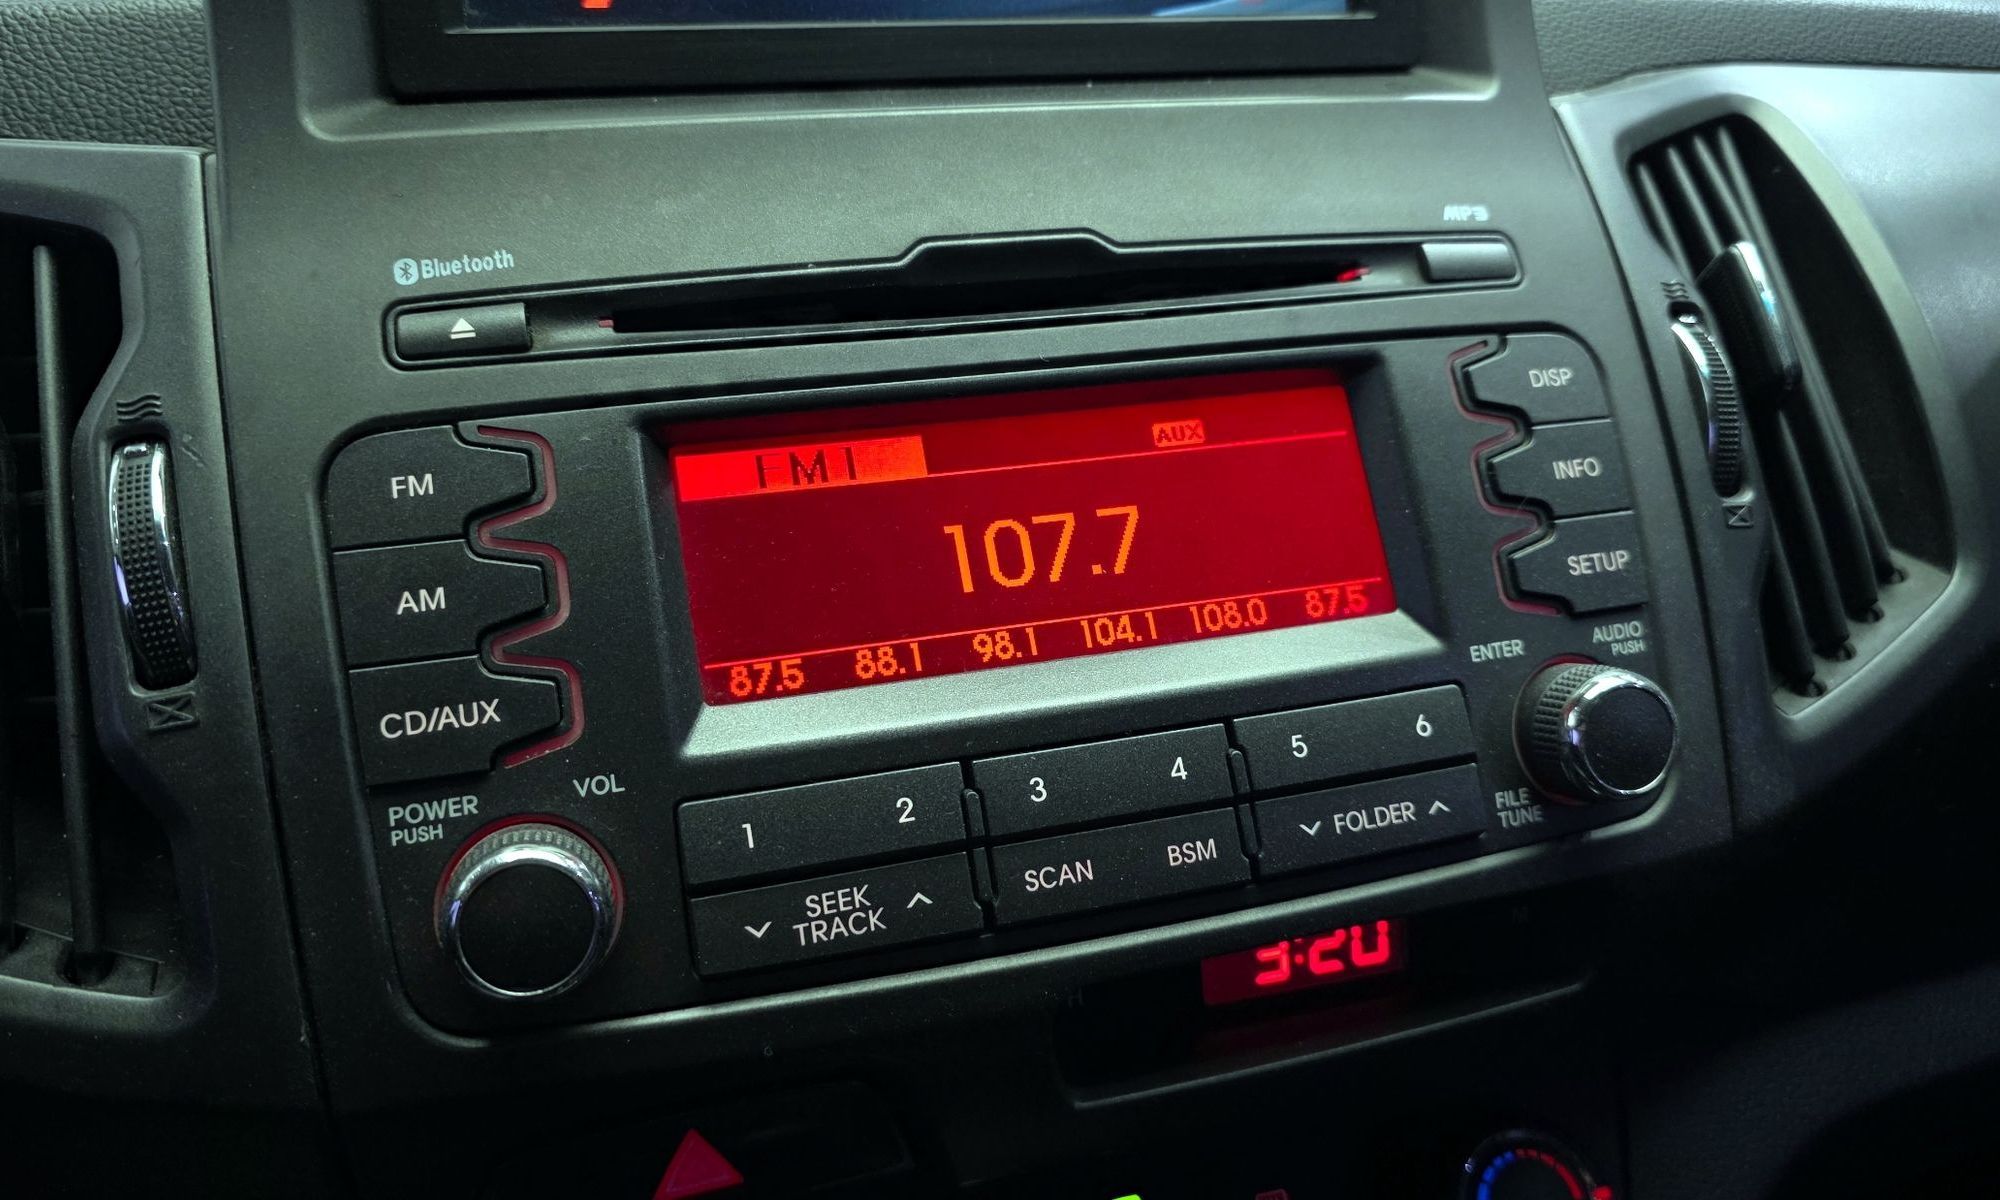 Bluetooth
MP3
FM
AM
CD/AUX
POWER
PUSH
VOL
FM1
AUX
107.7
87.5 88.1 98.1 104.1 108.0 87.5
DISP
INFO
SETUP
ENTER
AUDIO
PUSH
FILE
TUNE
1 2 3 4 5 6
SEEK
TRACK
SCAN BSM
FOLDER
3:20
H M